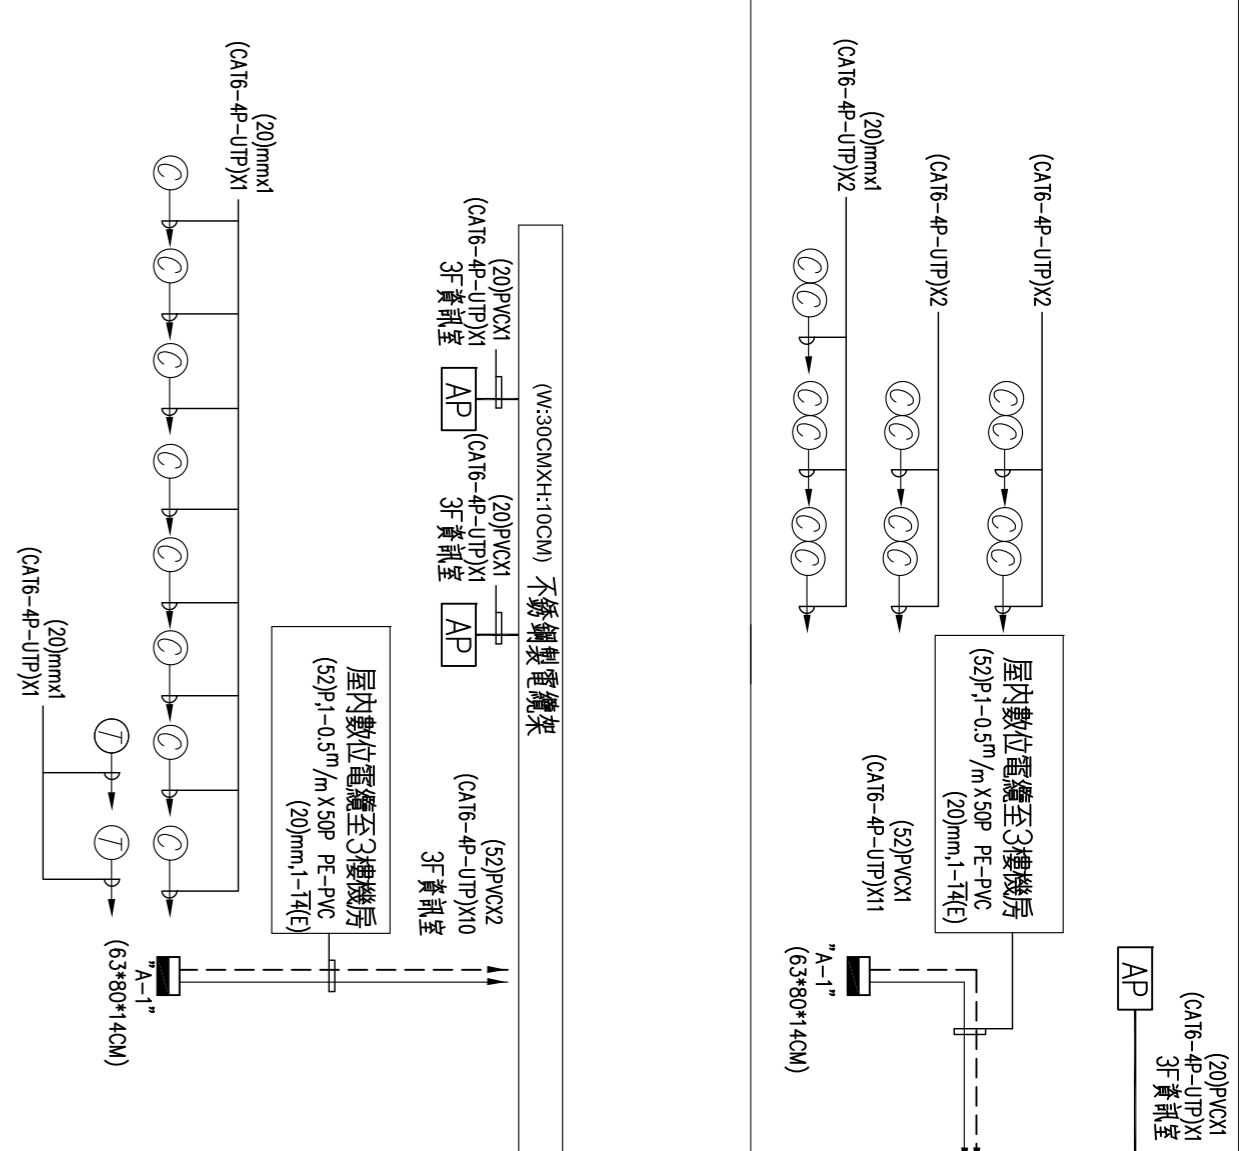 (20)PVCX1
(CAT6-4P-UTP)X1
3F資訊室
AP
(CAT6-4P-UTP)X2
(CAT6-4P-UTP)X2
(20)mmx1
(CAT6-4P-UTP)X2
C C
C C
C C
C C
C C
C C
C C
屋內數位電纜至3樓機房
(52)P,1-0.5m/m X50P PE-PVC
(20)mm,1-14(E)
(52)PVCX1
(CAT6-4P-UTP)X11
"A-1"
(63*80*14CM)
(W:30CMXH:10CM) 不銹鋼製電纜架
(20)PVCX1
(CAT6-4P-UTP)X1
3F資訊室
AP
(20)PVCX1
(CAT6-4P-UTP)X1
3F資訊室
AP
(52)PVCX2
(CAT6-4P-UTP)X10
3F資訊室
屋內數位電纜至3樓機房
(52)P,1-0.5m/m X50P PE-PVC
(20)mm,1-14(E)
(20)mmx1
(CAT6-4P-UTP)X1
C
C
C
C
C
C
C
C
T
T
(20)mmx1
(CAT6-4P-UTP)X1
"A-1"
(63*80*14CM)